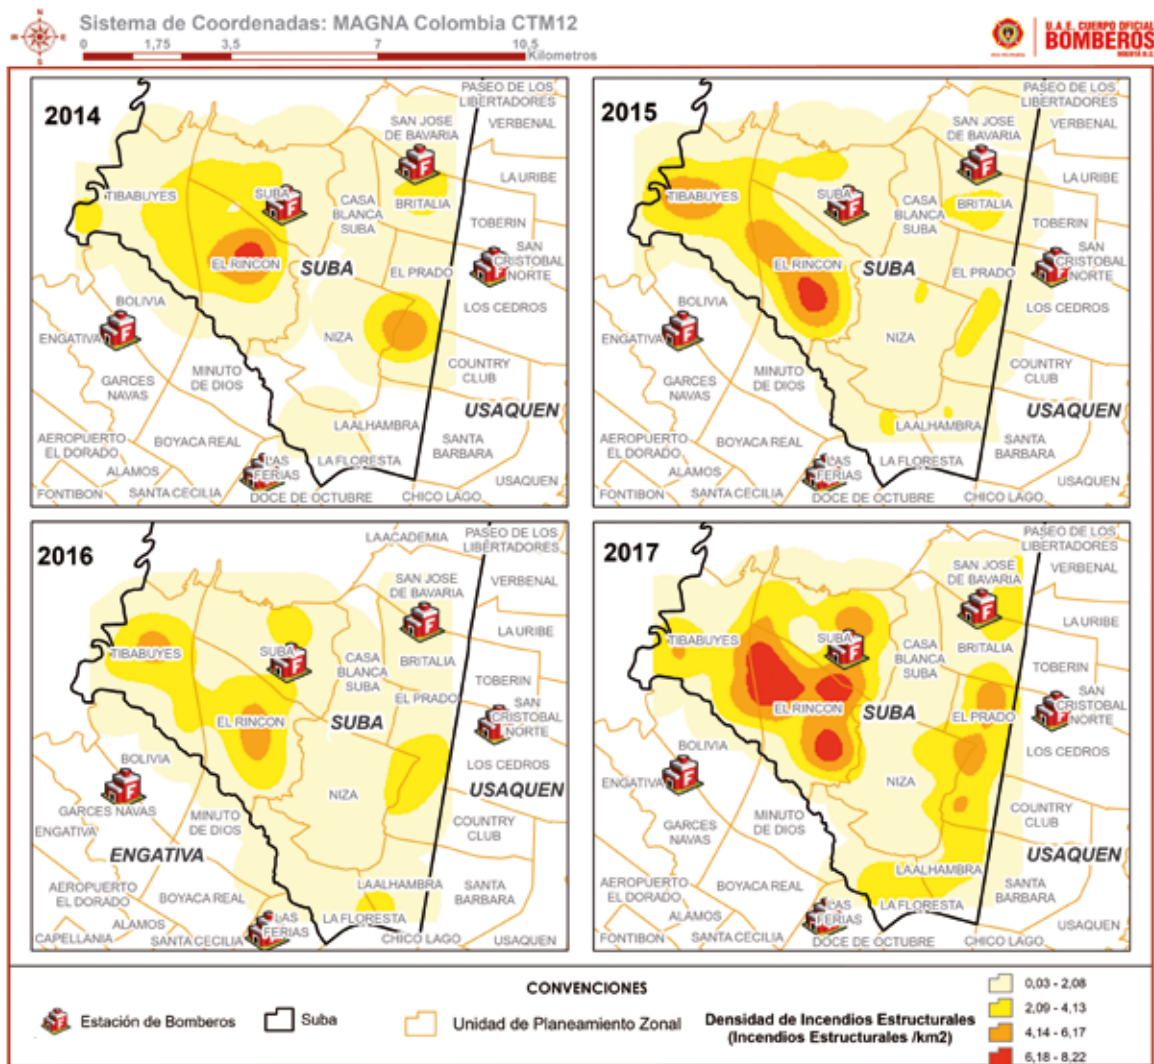 Sistema de Coordenadas: MAGNA Colombia CTM12
0 1,75 3,5 7 10,5
Kilometros
N
W E
S
U.A.E. CUERPO OFICIAL
BOMBEROS
BOGOTÁ D.C.
2014
PASEO DE LOS
LIBERTADORES
SAN JOSE
DE BAVARIA
VERBENAL
LA URIBE
TIBABUYES
SUBA
CASA
BLANCA
SUBA
BRITALIA
TOBERIN
EL RINCON
SUBA
EL PRADO
SAN
CRISTOBAL
NORTE
BOLIVIA
LOS CEDROS
ENGATIVA
NIZA
MINUTO
DE DIOS
GARCES
NAVAS
COUNTRY
CLUB
USAQUEN
LA ALHAMBRA
AEROPUERTO
EL DORADO
BOYACA REAL
SANTA
BARBARA
ALAMOS
LAS
FERIAS
LA FLORESTA
USAQUEN
FONTIBON
SANTA CECILIA
DOCE DE OCTUBRE
CHICO LAGO
2015
PASEO DE LOS
LIBERTADORES
SAN JOSE
DE BAVARIA
VERBENAL
LA URIBE
TIBABUYES
SUBA
CASA
BLANCA
SUBA
BRITALIA
TOBERIN
EL RINCON
SUBA
EL PRADO
SAN
CRISTOBAL
NORTE
BOLIVIA
LOS CEDROS
ENGATIVA
NIZA
MINUTO
DE DIOS
GARCES
NAVAS
COUNTRY
CLUB
USAQUEN
LA ALHAMBRA
AEROPUERTO
EL DORADO
BOYACA REAL
SANTA
BARBARA
ALAMOS
LAS
FERIAS
LA FLORESTA
USAQUEN
FONTIBON
SANTA CECILIA
DOCE DE OCTUBRE
CHICO LAGO
2016
LA ACADEMIA
PASEO DE LOS
LIBERTADORES
SAN JOSE
DE BAVARIA
VERBENAL
LA URIBE
TIBABUYES
SUBA
CASA
BLANCA
SUBA
BRITALIA
TOBERIN
EL RINCON
SUBA
EL PRADO
SAN
CRISTOBAL
NORTE
BOLIVIA
LOS CEDROS
USAQUEN
GARCES NAVAS
NIZA
MINUTO
DE DIOS
ENGATIVA
COUNTRY
CLUB
ENGATIVA
LA ALHAMBRA
AEROPUERTO
EL DORADO
BOYACA REAL
SANTA
BARBARA
ALAMOS
LAS
FERIAS
LA FLORESTA
CAPELLANIA
SANTA CECILIA
CHICO LAGO
USAQUEN
2017
PASEO DE LOS
LIBERTADORES
SAN JOSE
DE BAVARIA
VERBENAL
LA URIBE
TIBABUYES
SUBA
CASA
BLANCA
SUBA
BRITALIA
TOBERIN
EL RINCON
SUBA
EL PRADO
SAN
CRISTOBAL
NORTE
BOLIVIA
LOS CEDROS
ENGATIVA
NIZA
MINUTO
DE DIOS
GARCES
NAVAS
COUNTRY
CLUB
USAQUEN
LA ALHAMBRA
AEROPUERTO
EL DORADO
BOYACA REAL
SANTA
BARBARA
ALAMOS
LAS
FERIAS
LA FLORESTA
USAQUEN
FONTIBON
SANTA CECILIA
DOCE DE OCTUBRE
CHICO LAGO
CONVENCIONES
Estación de Bomberos
Suba
Unidad de Planeamiento Zonal
Densidad de Incendios Estructurales
(Incendios Estructurales /km2)
0,03 - 2,08
2,09 - 4,13
4,14 - 6,17
6,18 - 8,22